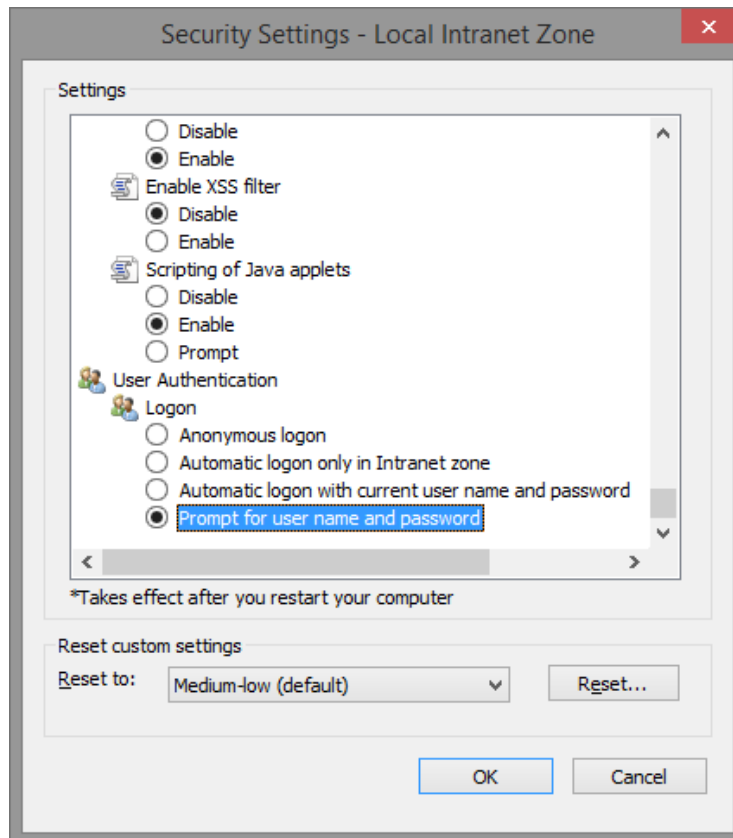 Security Settings - Local Intranet Zone
Settings
Disable
Enable
Enable XSS filter
Disable
Enable
Scripting of Java applets
Disable
Enable
Prompt
User Authentication
Logon
Anonymous logon
Automatic logon only in Intranet zone
Automatic logon with current user name and password
Prompt for user name and password
*Takes effect after you restart your computer
Reset custom settings
Reset to: Medium-low (default) Reset...
OK Cancel